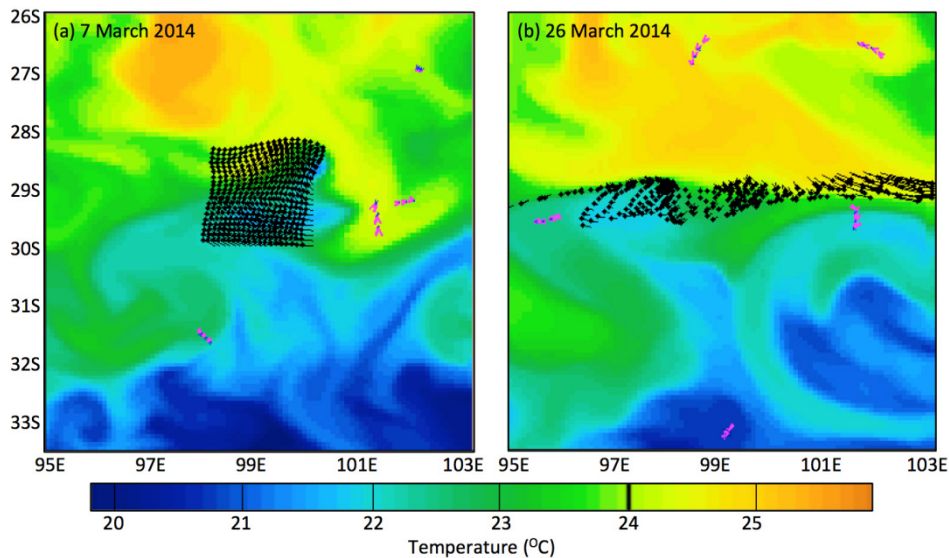 26S
27S
28S
29S
30S
31S
32S
33S
(a) 7 March 2014
(b) 26 March 2014
95E 97E 99E 101E 103E
95E 97E 99E 101E 103E
20 21 22 23 24 25
Temperature (OC)